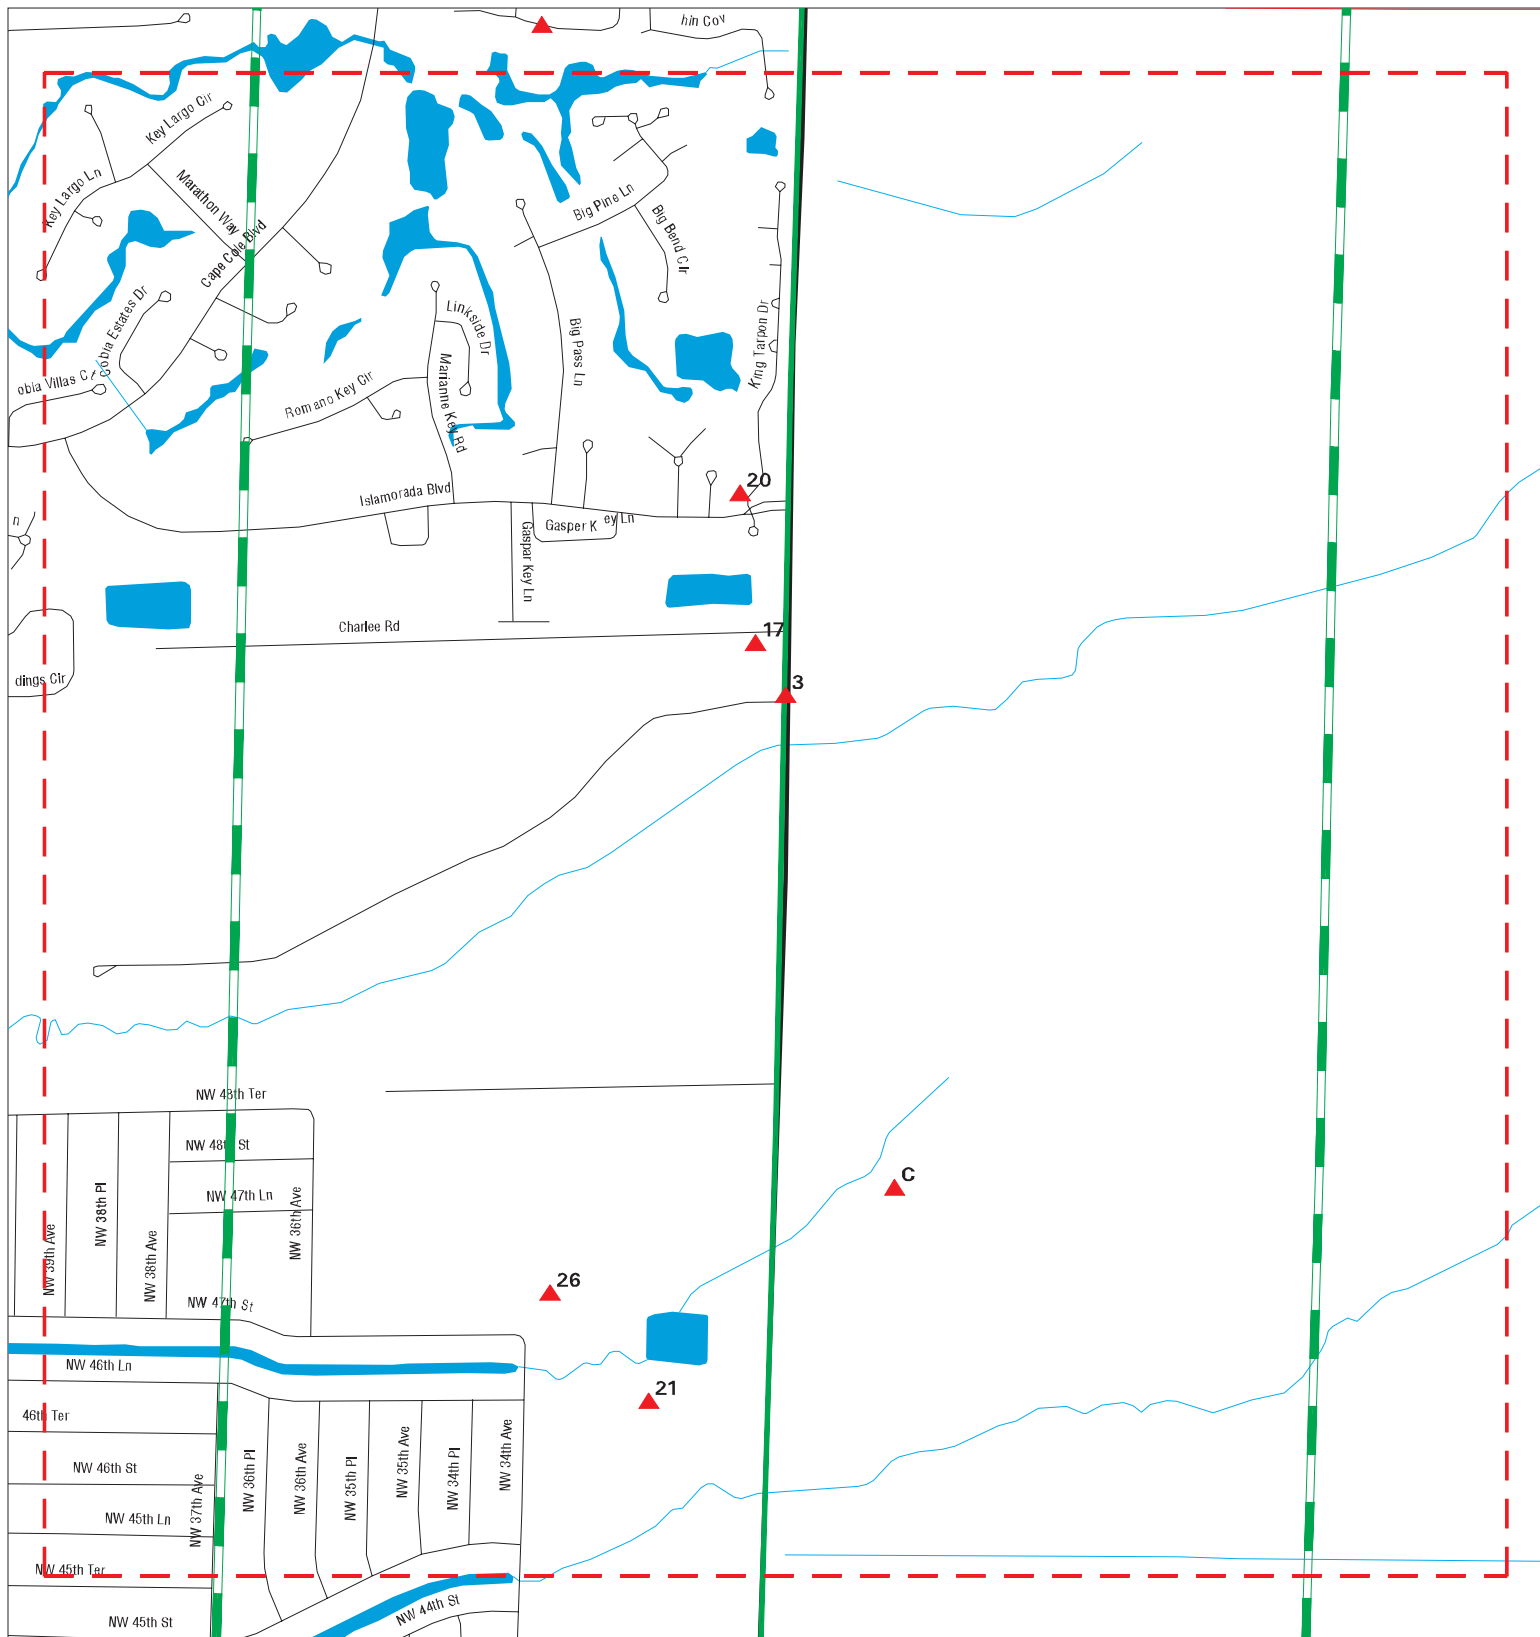 hin Cov
Key Largo Cir
Key Largo Ln
Marathon Way
Cape Cole Blvd
Big Pine Ln
Big Bend Cir
Cobia Estates Dr
Linkside Dr
Big Pass Ln
King Tarpon Dr
obia Villas C
Romano Key Cir
Marianne Key Rd
20
Islamorada Blvd
n
Gasper K ey Ln
Gaspar Key Ln
Charlee Rd
17
dings Cir
3
NW 48th Ter
NW 48th St
C
NW 47th Ln
NW 39th Ave
NW 38th Pl
NW 38th Ave
NW 36th Ave
26
NW 47th St
NW 46th Ln
21
46th Ter
NW 46th St
NW 45th Ln
NW 37th Ave
NW 36th Pl
NW 36th Ave
NW 35th Pl
NW 35th Ave
NW 34th Pl
NW 34th Ave
NW 45th Ter
NW 45th St
NW 44th St